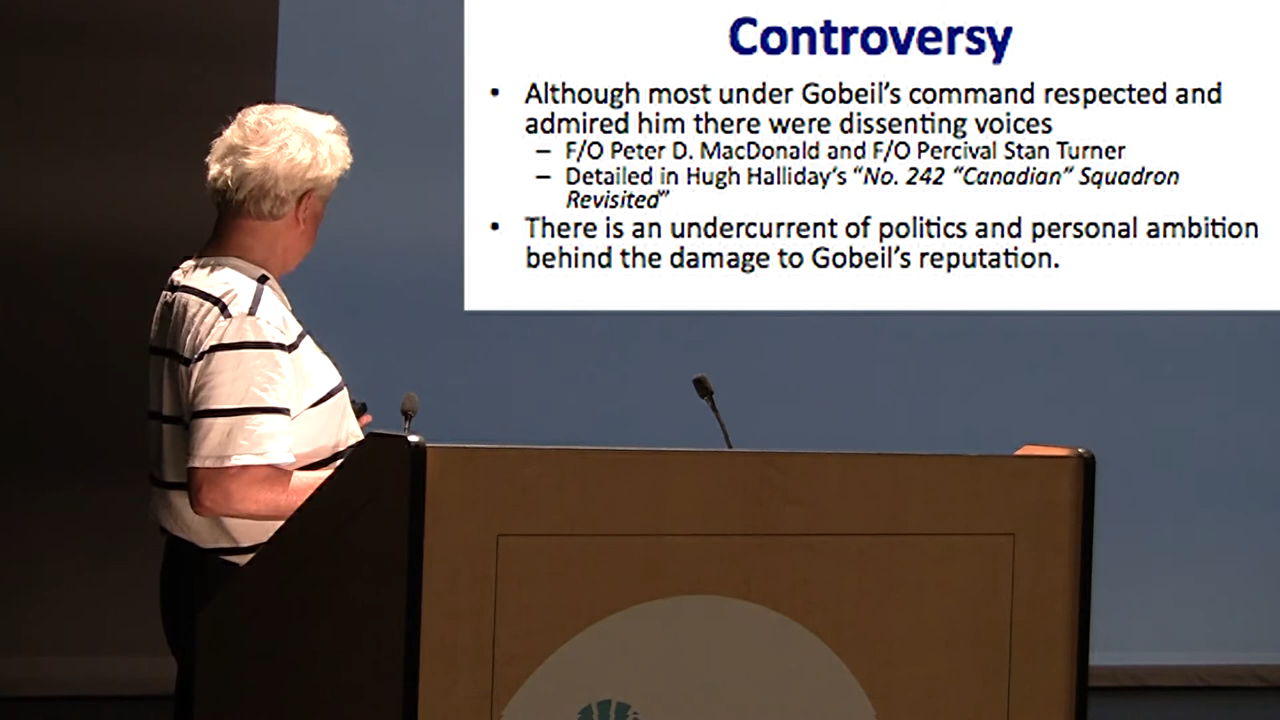 Controversy
• Although most under Gobeil's command respected and
admired him there were dissenting voices
– F/O Peter D. MacDonald and F/O Percival Stan Turner
– Detailed in Hugh Halliday's "No. 242 "Canadian" Squadron
Revisited"
• There is an undercurrent of politics and personal ambition
behind the damage to Gobeil's reputation.